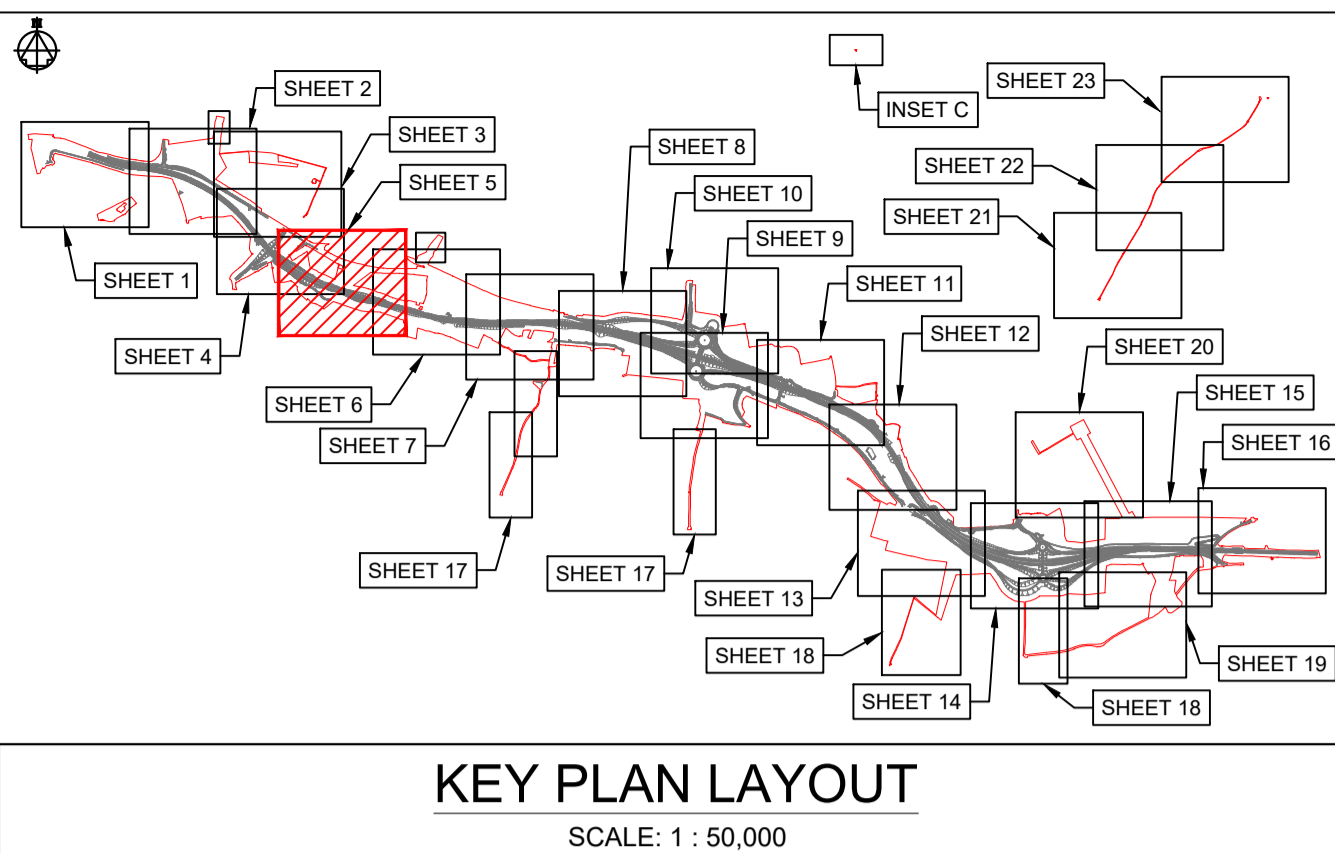 SHEET 2
SHEET 3
SHEET 5
SHEET 1
SHEET 4
SHEET 8
SHEET 10
SHEET 9
SHEET 11
SHEET 12
INSET C
SHEET 23
SHEET 22
SHEET 21
SHEET 20
SHEET 15
SHEET 16
SHEET 6
SHEET 7
SHEET 17
SHEET 17
SHEET 13
SHEET 18
SHEET 14
SHEET 18
SHEET 19
KEY PLAN LAYOUT
SCALE: 1 : 50,000